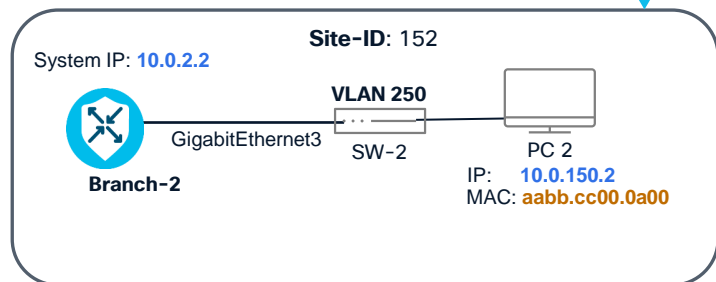 Site-ID: 152
System IP: 10.0.2.2
VLAN 250
GigabitEthernet3
SW-2
PC 2
Branch-2
IP: 10.0.150.2
MAC: aabb.cc00.0a00